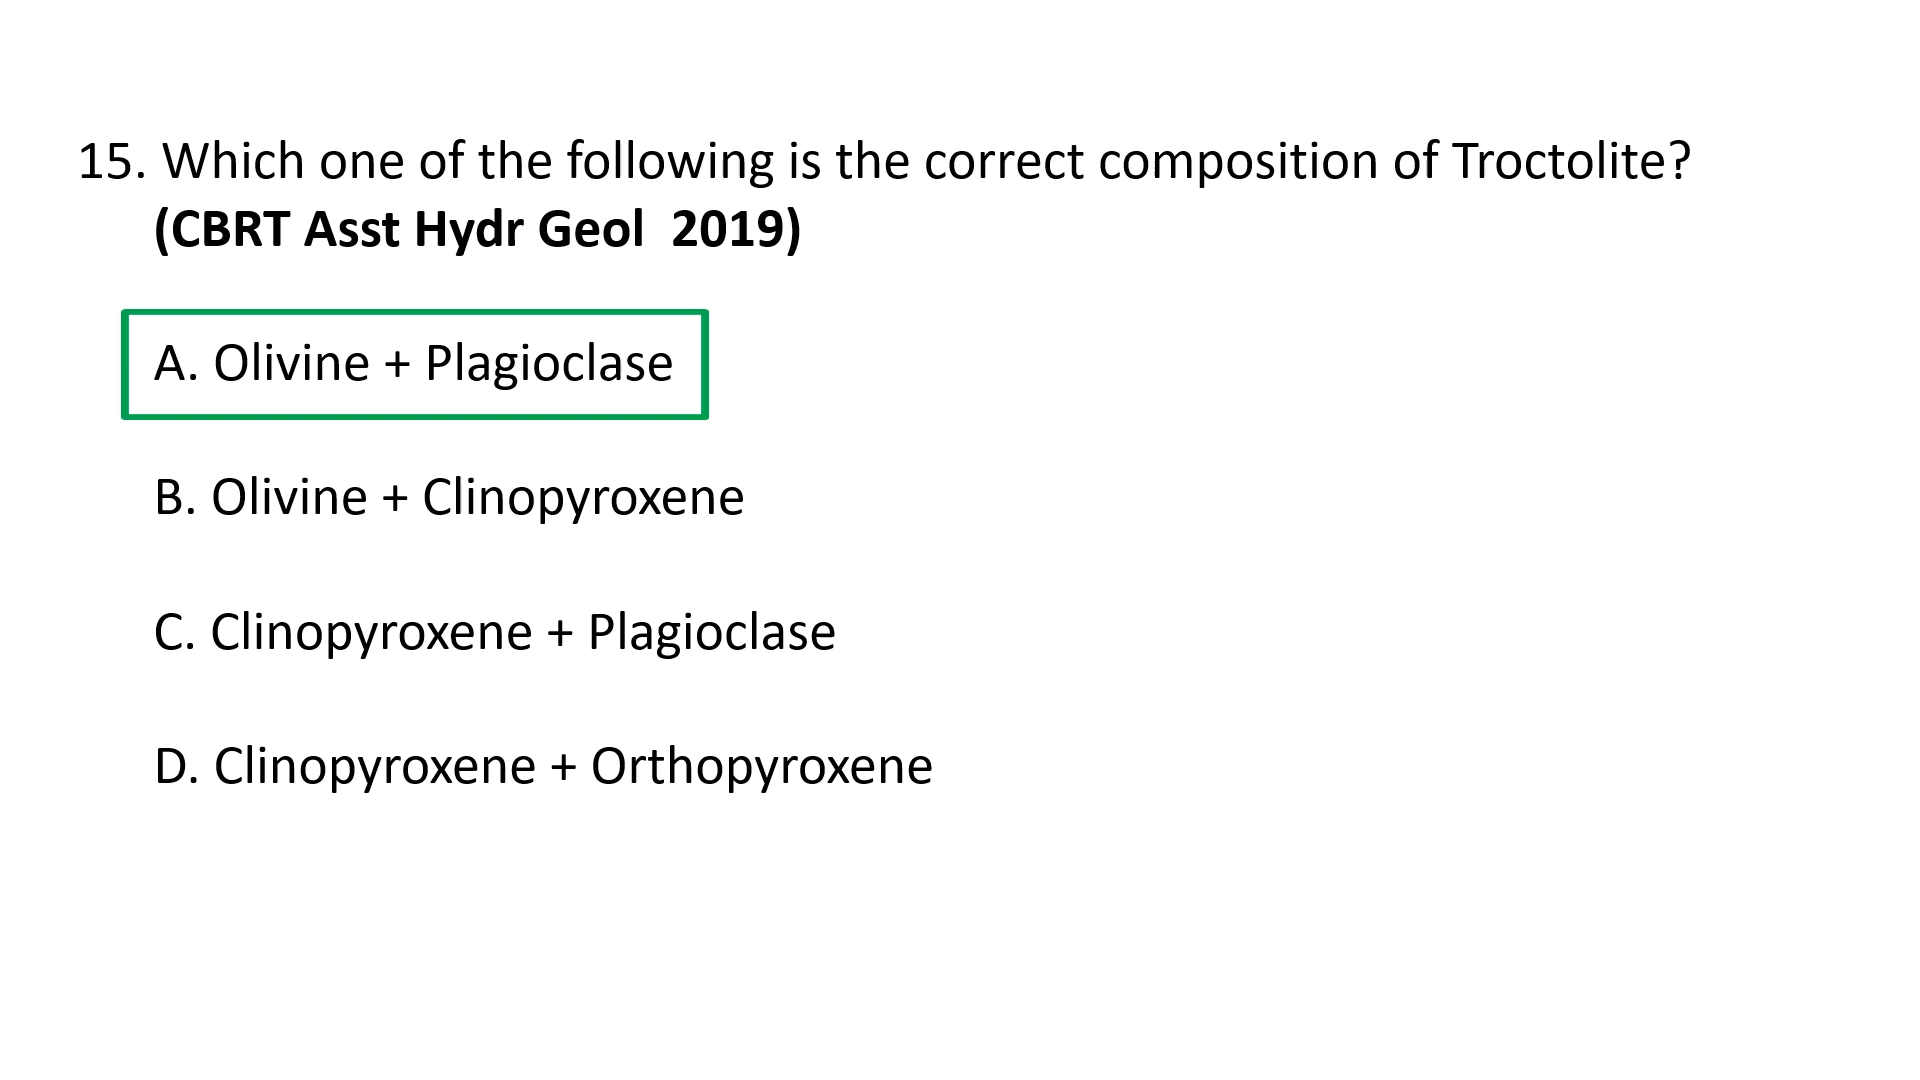 15. Which one of the following is the correct composition of Troctolite?
(CBRT Asst Hydr Geol  2019)
A. Olivine + Plagioclase
B. Olivine + Clinopyroxene
C. Clinopyroxene + Plagioclase
D. Clinopyroxene + Orthopyroxene